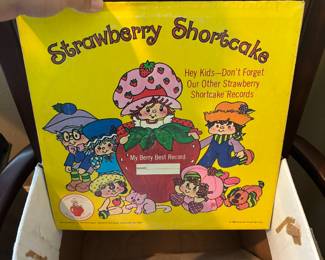 Strawberry Shortcake
Hey Kids—Don't Forget
Our Other Strawberry
Shortcake Records
My Berry Best Record